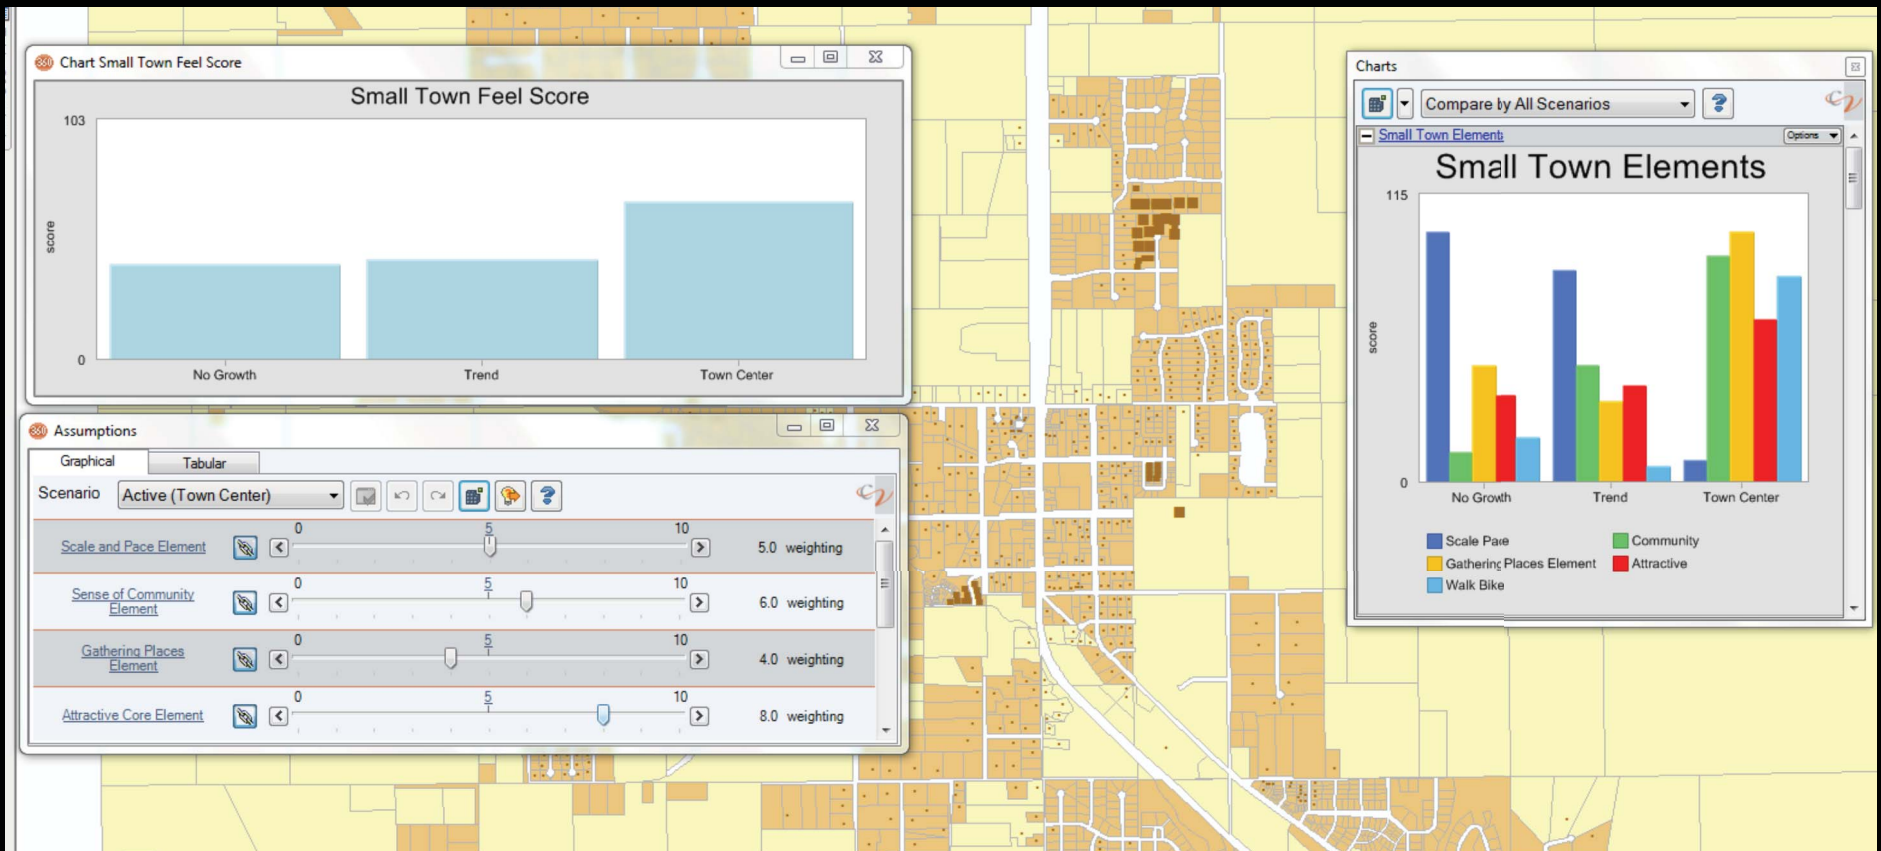 Chart Small Town Feel Score
Small Town Feel Score
103
score
0
No Growth
Trend
Town Center
Assumptions
Graphical
Tabular
Scenario
Active (Town Center)
0
5
10
Scale and Pace Element
5.0 weighting
0
5
10
Sense of Community
Element
6.0 weighting
0
5
10
Gathering Places
Element
4.0 weighting
0
5
10
Attractive Core Element
8.0 weighting
Charts
Compare by All Scenarios
Small Town Elements
Options
Small Town Elements
115
score
0
No Growth
Trend
Town Center
Scale Pace
Community
Gathering Places Element
Attractive
Walk Bike